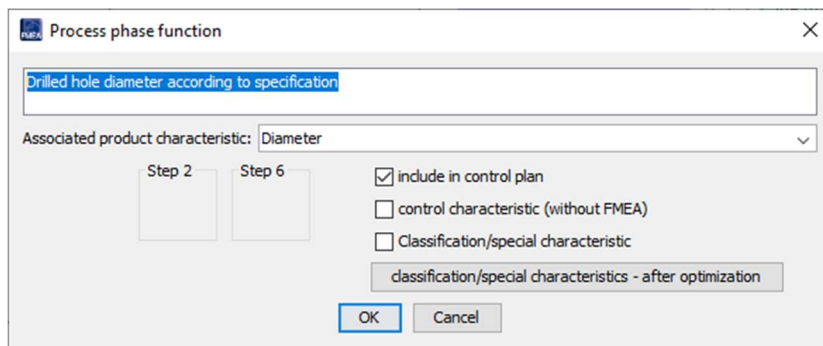 FMEA Process phase function
Drilled hole diameter according to specification
Associated product characteristic: Diameter
Step 2 Step 6
include in control plan
control characteristic (without FMEA)
Classification/special characteristic
classification/special characteristics - after optimization
OK Cancel